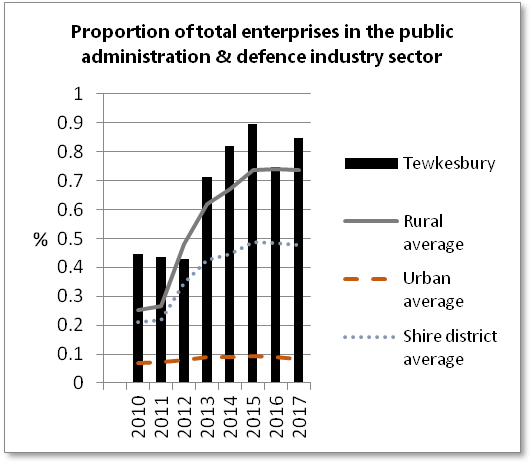 Proportion of total enterprises in the public
administration & defence industry sector
1
0.9
0.8
0.7
0.6
0.5
0.4
0.3
0.2
0.1
0
%
2010
2011
2012
2013
2014
2015
2016
2017
Tewkesbury
Rural
average
Urban
average
Shire district
average